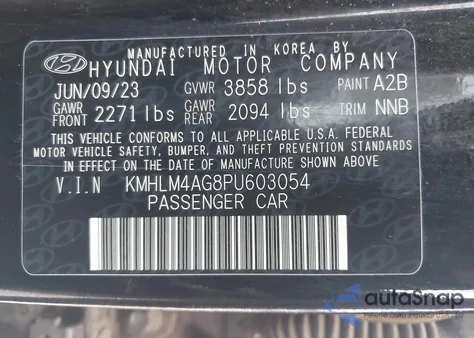 MANUFACTURED IN KOREA BY
HYUNDAI MOTOR COMPANY
JUN/09/23 GVWR 3858 lbs PAINT A2B
GAWR FRONT 2271 lbs GAWR REAR 2094 lbs TRIM NNB
THIS VEHICLE CONFORMS TO ALL APPLICABLE U.S.A. FEDERAL
MOTOR VEHICLE SAFETY, BUMPER, AND THEFT PREVENTION STANDARDS
IN EFFECT ON THE DATE OF MANUFACTURE SHOWN ABOVE.
V.I.N KMHLM4AG8PU603054
PASSENGER CAR
autoSnap